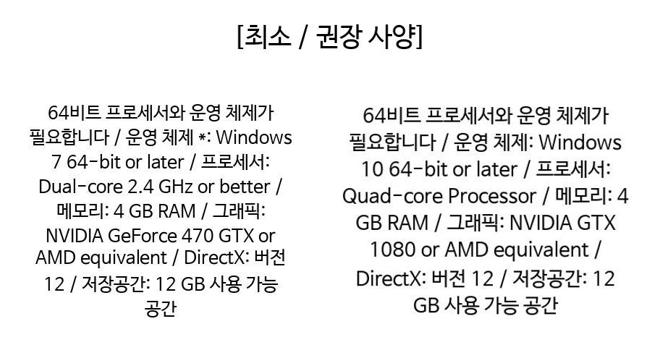 [최소 / 권장 사양]
64비트 프로세서와 운영 체제가
필요합니다 / 운영 체제 *: Windows
7 64-bit or later / 프로세서:
Dual-core 2.4 GHz or better /
메모리: 4 GB RAM / 그래픽:
NVIDIA GeForce 470 GTX or
AMD equivalent / DirectX: 버전
12 / 저장공간: 12 GB 사용 가능
공간
64비트 프로세서와 운영 체제가
필요합니다 / 운영 체제: Windows
10 64-bit or later / 프로세서:
Quad-core Processor / 메모리: 4
GB RAM / 그래픽: NVIDIA GTX
1080 or AMD equivalent /
DirectX: 버전 12 / 저장공간: 12
GB 사용 가능 공간